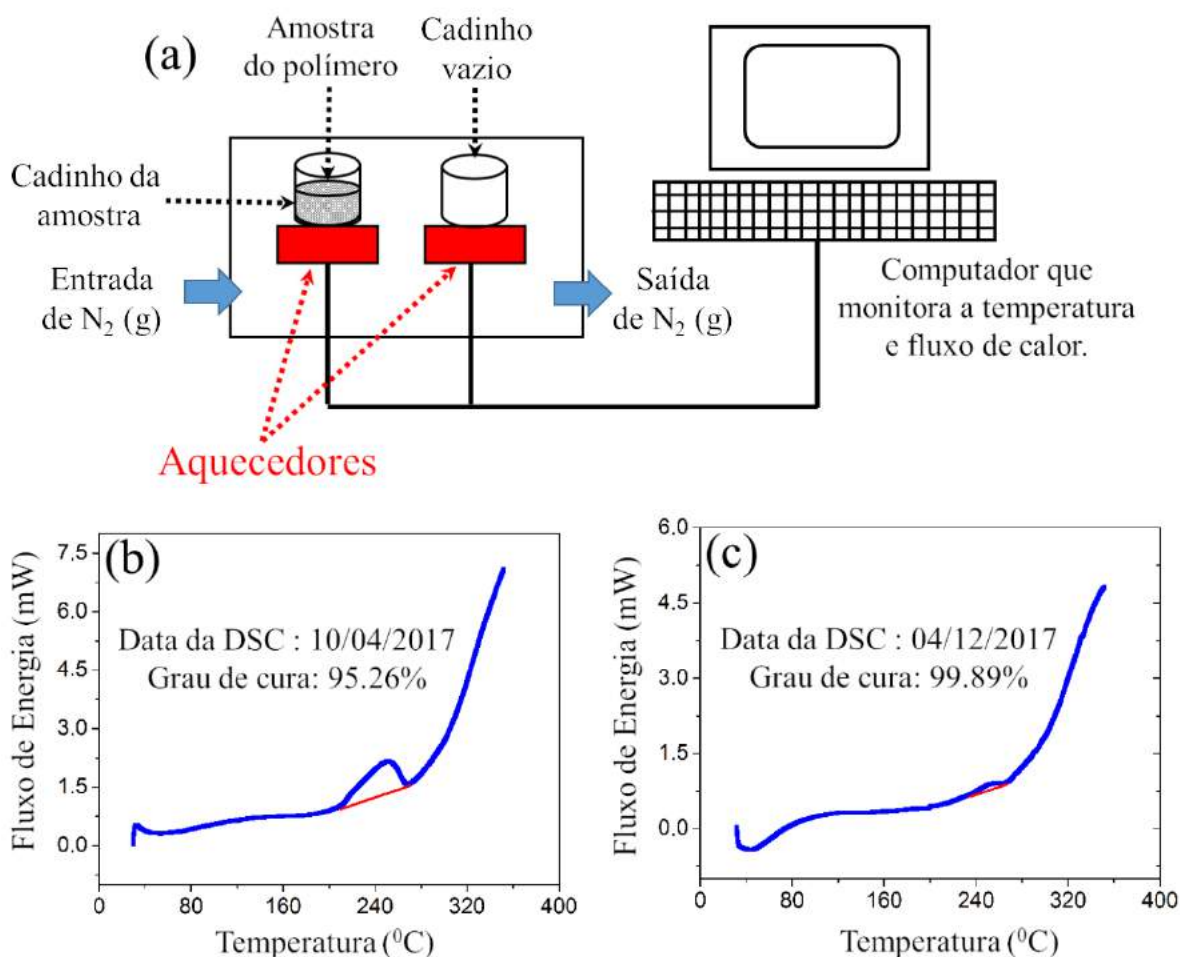 (a)
Amostra
do polímero
Cadinho
vazio
Cadinho da
amostra
Entrada
de N₂ (g)
Saída
de N₂ (g)
Computador que
monitora a temperatura
e fluxo de calor.
Aquecedores
(b)
Data da DSC : 10/04/2017
Grau de cura: 95.26%
Fluxo de Energia (mW)
7,5
6.0
4.5
3.0
1.5
0.0
0 80 160 240 320 400
Temperatura (⁰C)
(c)
Data da DSC : 04/12/2017
Grau de cura: 99.89%
Fluxo de Energia (mW)
6.0
4.5
3.0
1.5
0.0
0 80 160 240 320 400
Temperatura (⁰C)